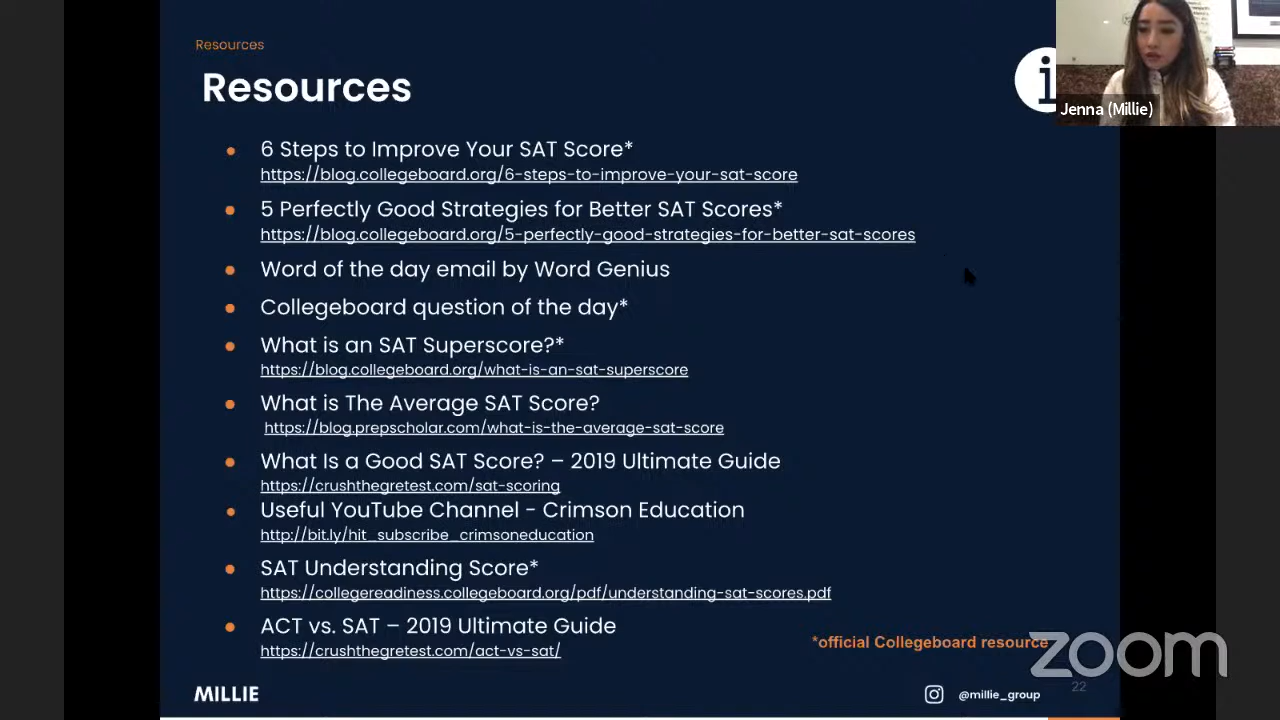 Resources
Resources
i
Jenna (Millie)
6 Steps to Improve Your SAT Score*
https://blog.collegeboard.org/6-steps-to-improve-your-sat-score
5 Perfectly Good Strategies for Better SAT Scores*
https://blog.collegeboard.org/5-perfectly-good-strategies-for-better-sat-scores
Word of the day email by Word Genius
Collegeboard question of the day*
What is an SAT Superscore?*
https://blog.collegeboard.org/what-is-an-sat-superscore
What is The Average SAT Score?
https://blog.prepscholar.com/what-is-the-average-sat-score
What Is a Good SAT Score? – 2019 Ultimate Guide
https://crushthegretest.com/sat-scoring
Useful YouTube Channel - Crimson Education
http://bit.ly/hit_subscribe_crimsoneducation
SAT Understanding Score*
https://collegereadiness.collegeboard.org/pdf/understanding-sat-scores.pdf
ACT vs. SAT – 2019 Ultimate Guide
https://crushthegretest.com/act-vs-sat/
*official Collegeboard resource
zoom
MILLIE
@millie_group
22